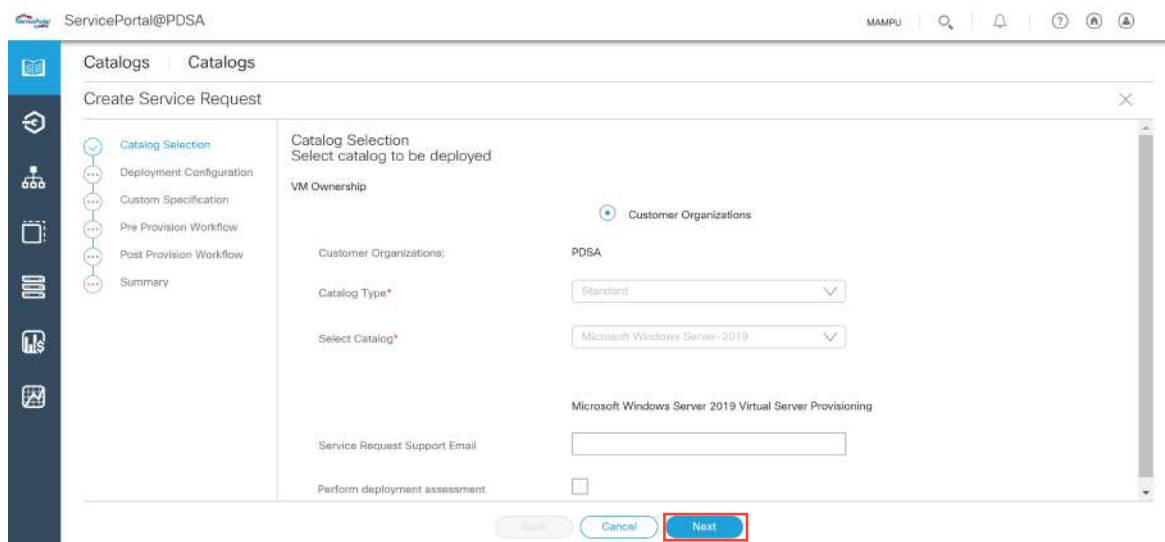 ServicePortal@PDSA
MAMPU
Catalogs Catalogs
Create Service Request
Catalog Selection
Deployment Configuration
Custom Specification
Pre Provision Workflow
Post Provision Workflow
Summary
Catalog Selection
Select catalog to be deployed
VM Ownership
Customer Organizations
Customer Organizations: PDSA
Catalog Type* Standard
Select Catalog* Microsoft Windows Server-2019
Microsoft Windows Server 2019 Virtual Server Provisioning
Service Request Support Email
Perform deployment assessment
Back Cancel Next